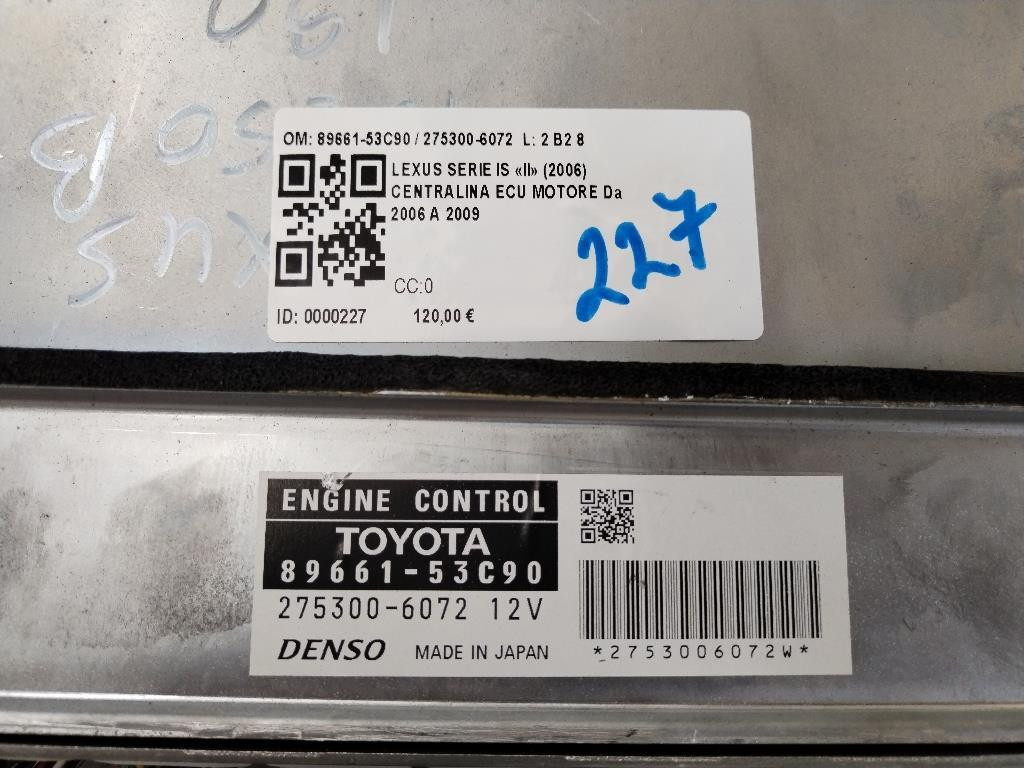 OM: 89661-53C90 / 275300-6072 L: 2 B2 8
LEXUS SERIE IS «II» (2006)
CENTRALINA ECU MOTORE Da
2006 A 2009
227
CC:0
ID: 0000227 120,00 €
ENGINE CONTROL
TOYOTA
89661-53C90
275300-6072 12V
DENSO MADE IN JAPAN
*2753006072W*